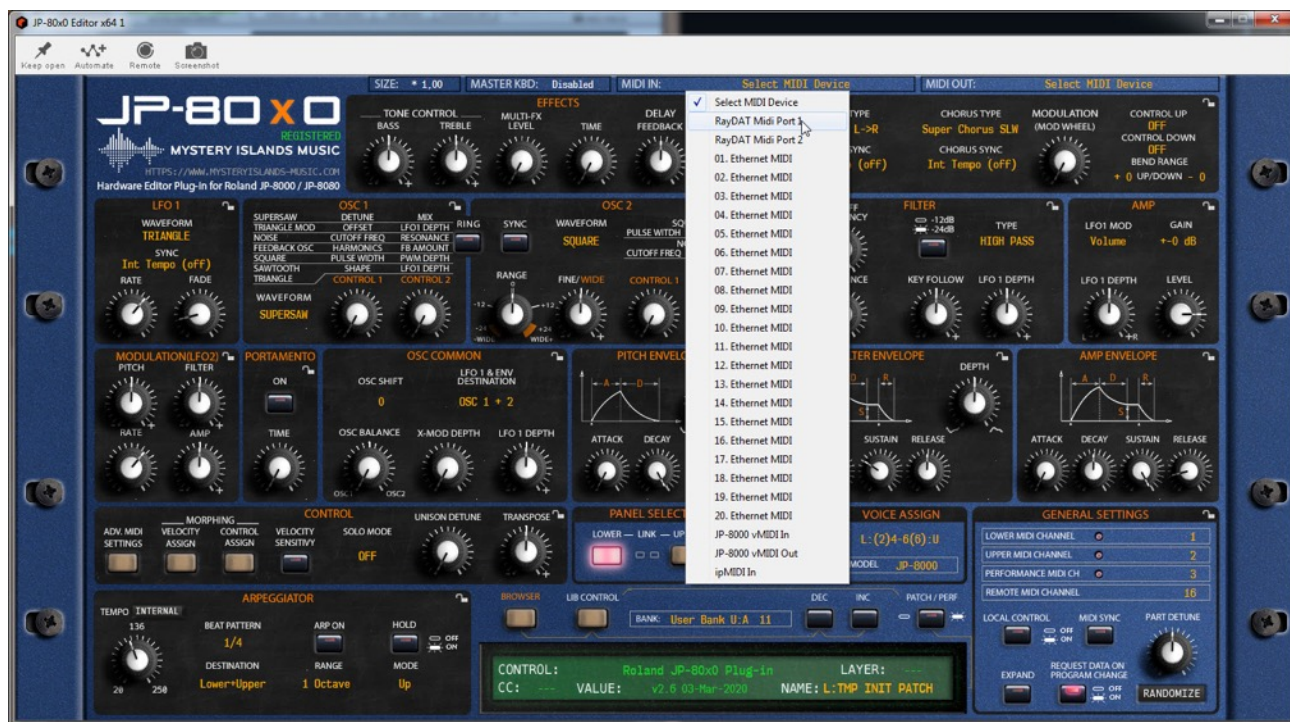 JP-80x0 Editor x64 1
Keep open Automate Remote Screenshot
SIZE: * 1,00 MASTER KBD: Disabled MIDI IN: Select MIDI Device MIDI OUT: Select MIDI Device
JP-80X0
REGISTERED
MYSTERY ISLANDS MUSIC
HTTPS://WWW.MYSTERYISLANDS-MUSIC.COM
Hardware Editor Plug-in for Roland JP-8000 / JP-8080
EFFECTS
TONE CONTROL
BASS TREBLE
MULTI-FX
LEVEL
TIME
DELAY
FEEDBACK
TYPE
L->R
SYNC
(off)
CHORUS TYPE
Super Chorus SLW
CHORUS SYNC
Int Tempo (off)
MODULATION
(MOD WHEEL)
CONTROL UP
OFF
CONTROL DOWN
OFF
BEND RANGE
+ 0 UP/DOWN - 0
Select MIDI Device
RayDAT Midi Port 1
RayDAT Midi Port 2
01. Ethernet MIDI
02. Ethernet MIDI
03. Ethernet MIDI
04. Ethernet MIDI
05. Ethernet MIDI
06. Ethernet MIDI
07. Ethernet MIDI
08. Ethernet MIDI
09. Ethernet MIDI
10. Ethernet MIDI
11. Ethernet MIDI
12. Ethernet MIDI
13. Ethernet MIDI
14. Ethernet MIDI
15. Ethernet MIDI
16. Ethernet MIDI
17. Ethernet MIDI
18. Ethernet MIDI
19. Ethernet MIDI
20. Ethernet MIDI
JP-8000 vMIDI In
JP-8000 vMIDI Out
ipMIDI In
LFO 1
WAVEFORM
TRIANGLE
SYNC
Int Tempo (off)
RATE FADE
OSC 1
SUPERSAW DETUNE MIX
TRIANGLE MOD OFFSET LFO1 DEPTH
NOISE CUTOFF FREQ RESONANCE
FEEDBACK OSC HARMONICS FB AMOUNT
SQUARE PULSE WIDTH PWM DEPTH
SAWTOOTH SHAPE LFO1 DEPTH
TRIANGLE CONTROL 1 CONTROL 2
WAVEFORM
SUPERSAW
OSC 2
RING SYNC WAVEFORM
SQUARE
PULSE WITDH
CUTOFF FREQ
RANGE
0
-12 +12
-24 +24
-WIDE WIDE+
FINE/WIDE CONTROL 1
FILTER
-12dB
-24dB
TYPE
HIGH PASS
KEY FOLLOW LFO 1 DEPTH
AMP
LFO1 MOD GAIN
Volume +-0 dB
LFO 1 DEPTH LEVEL
L +R
MODULATION(LFO2)
PITCH FILTER
RATE AMP
PORTAMENTO
ON
TIME
OSC COMMON
OSC SHIFT
0
LFO 1 & ENV
DESTINATION
OSC 1 + 2
OSC BALANCE X-MOD DEPTH LFO 1 DEPTH
OSC1 OSC2
A D
ATTACK DECAY
DEPTH
D R
S
SUSTAIN RELEASE
AMP ENVELOPE
A D R
S
ATTACK DECAY SUSTAIN RELEASE
CONTROL
MORPHING
ADV. MIDI
SETTINGS
VELOCITY
ASSIGN
CONTROL
ASSIGN
VELOCITY
SENSITIVY
SOLO MODE
OFF
UNISON DETUNE
TRANSPOSE
LOWER LINK
VOICE ASSIGN
L:(2)4-6(6):U
MODEL JP-8000
GENERAL SETTINGS
LOWER MIDI CHANNEL 1
UPPER MIDI CHANNEL 2
PERFORMANCE MIDI CH 3
REMOTE MIDI CHANNEL 16
LOCAL CONTROL
OFF
ON
MIDI SYNC
PART DETUNE
EXPAND
REQUEST DATA ON
PROGRAM CHANGE
OFF
ON
RANDOMIZE
ARPEGGIATOR
TEMPO INTERNAL
136
20 250
BEAT PATTERN
1/4
DESTINATION
Lower+Upper
ARP ON
RANGE
1 Octave
HOLD
OFF
ON
MODE
Up
BROWSER LIB CONTROL
BANK: User Bank U:A 11
DEC INC PATCH / PERF
CONTROL: Roland JP-80x0 Plug-in LAYER: ---
CC: --- VALUE: v2.6 03-Mar-2020 NAME: L:TMP INIT PATCH